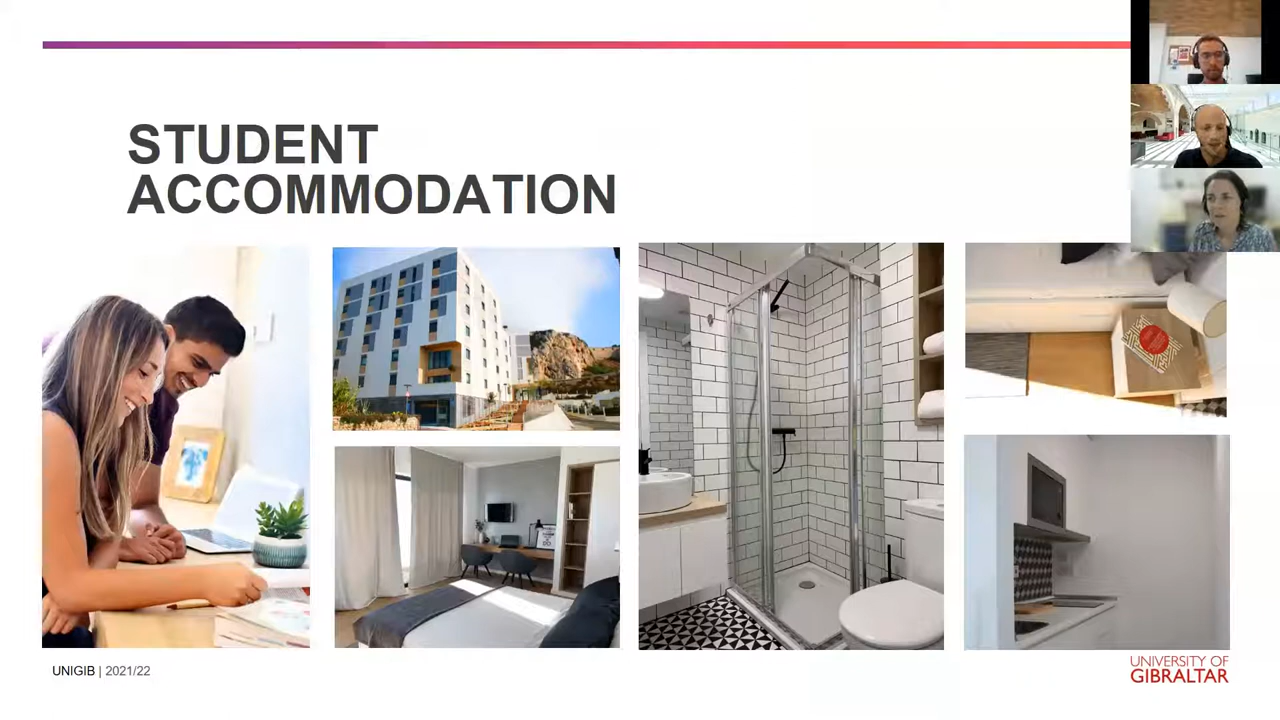 STUDENT
ACCOMMODATION
UNIGIB | 2021/22
UNIVERSITY OF
GIBRALTAR